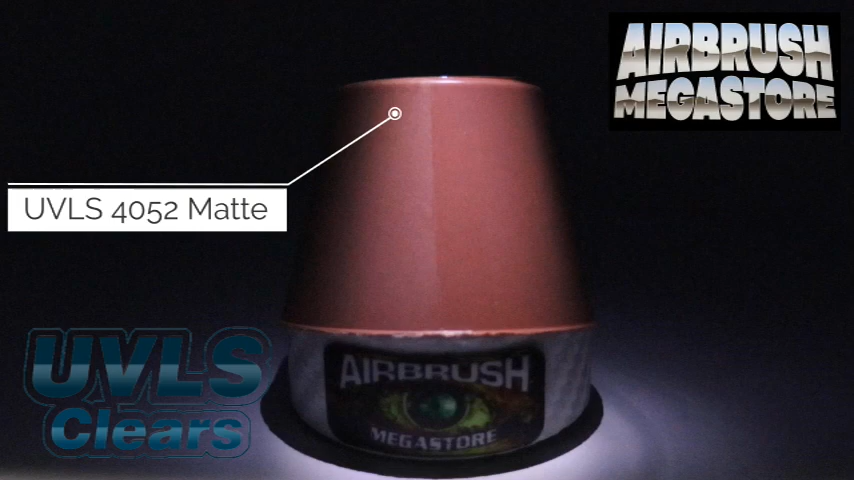 AIRBRUSH
MEGASTORE
UVLS 4052 Matte
UVLS
Clears
AIRBRUSH
MEGASTORE